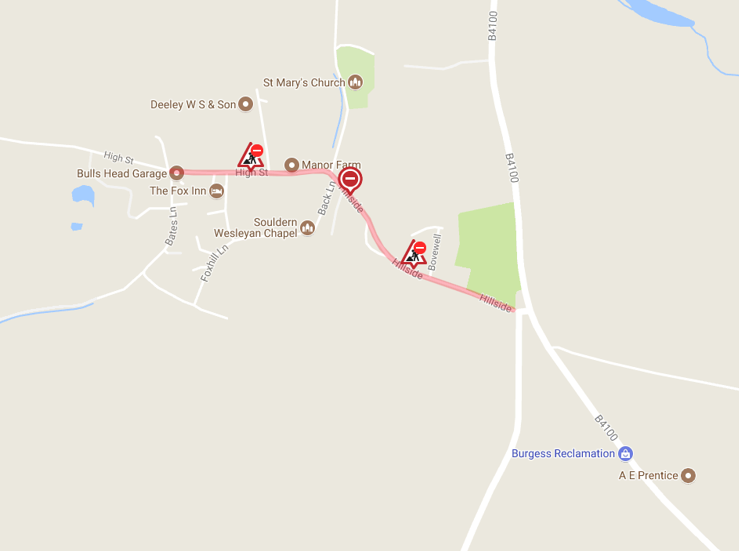 B4100
St Mary's Church
Deeley W S & Son
High St
B4100
Manor Farm
Bulls Head Garage
High St
The Fox Inn
Back Ln
Hillside
Souldern
Wesleyan Chapel
Bates Ln
Foxhill Ln
Bovewell
Hillside
Hillside
B4100
Burgess Reclamation
A E Prentice